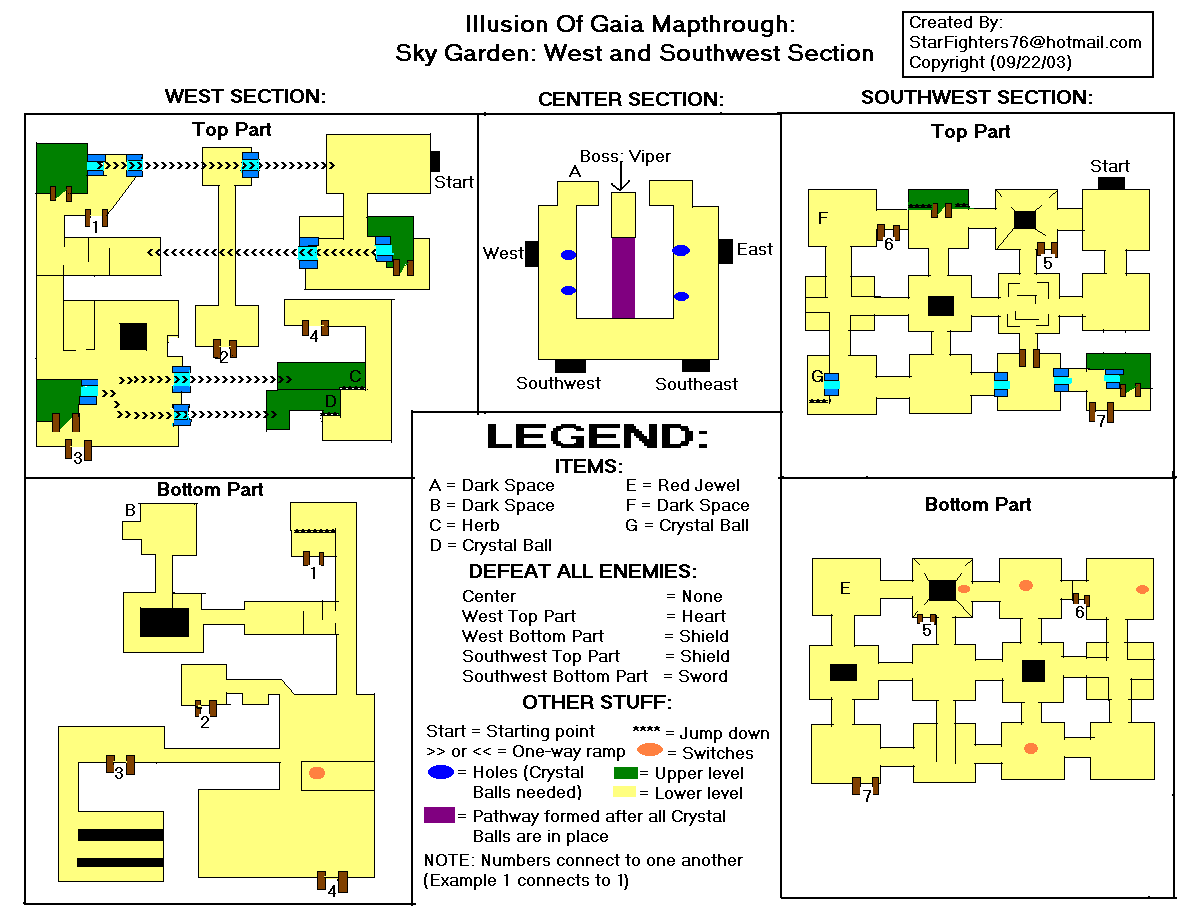 Illusion Of Gaia Mapthrough:
Sky Garden: West and Southwest Section
Created By:
StarFighters76@hotmail.com
Copyright (09/22/03)
WEST SECTION:
CENTER SECTION:
SOUTHWEST SECTION:
Top Part
Start
1
2
4
C
D
3
Boss: Viper
A
West
East
Southwest
Southeast
Top Part
Start
F
6
5
G
7
Bottom Part
B
1
2
3
4
LEGEND:
ITEMS:
A = Dark Space
E = Red Jewel
B = Dark Space
F = Dark Space
C = Herb
G = Crystal Ball
D = Crystal Ball
DEFEAT ALL ENEMIES:
Center = None
West Top Part = Heart
West Bottom Part = Shield
Southwest Top Part = Shield
Southwest Bottom Part = Sword
OTHER STUFF:
Start = Starting point
**** = Jump down
>> or << = One-way ramp
= Switches
= Holes (Crystal
Balls needed)
= Upper level
= Lower level
= Pathway formed after all Crystal
Balls are in place
NOTE: Numbers connect to one another
(Example 1 connects to 1)
Bottom Part
E
5
6
7